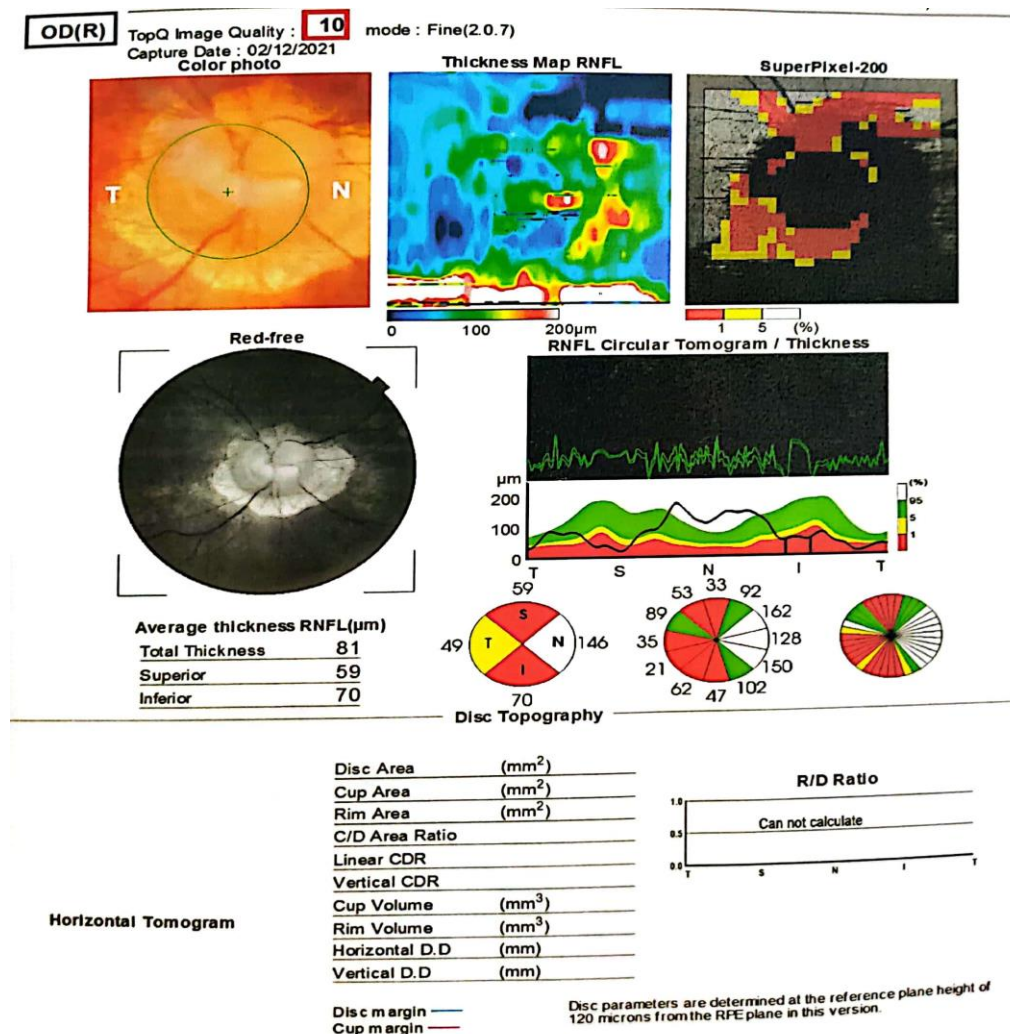 OD(R) TopQ Image Quality : 10 mode : Fine(2.0.7)
Capture Date : 02/12/2021
Color photo
Thickness Map RNFL
SuperPixel-200
T
N
0 100 200µm
1 5 (%)
Red-free
RNFL Circular Tomogram / Thickness
µm
200
100
0
T S N I T
(%)
95
5
1
Average thickness RNFL(µm)
Total Thickness 81
Superior 59
Inferior 70
59
S
49 T N 146
I
70
53 33 92
89 162
35 128
21 150
62 47 102
Disc Topography
Disc Area (mm²)
Cup Area (mm²)
Rim Area (mm²)
C/D Area Ratio
Linear CDR
Vertical CDR
Cup Volume (mm³)
Rim Volume (mm³)
Horizontal D.D (mm)
Vertical D.D (mm)
R/D Ratio
1.0
0.5
0.0
Can not calculate
T S N I T
Horizontal Tomogram
Disc margin
Cup margin
Disc parameters are determined at the reference plane height of
120 microns from the RPE plane in this version.